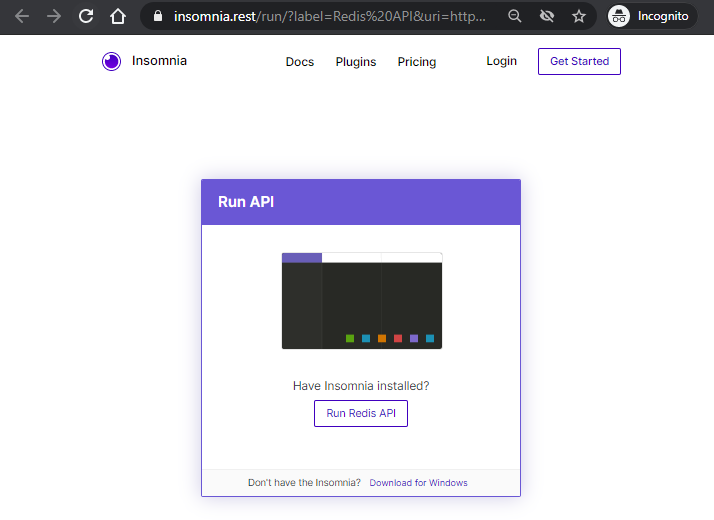 insomnia.rest/run/?label=Redis%20API&uri=http...
Incognito
Insomnia
Docs
Plugins
Pricing
Login
Get Started
Run API
Have Insomnia installed?
Run Redis API
Don't have the Insomnia? Download for Windows